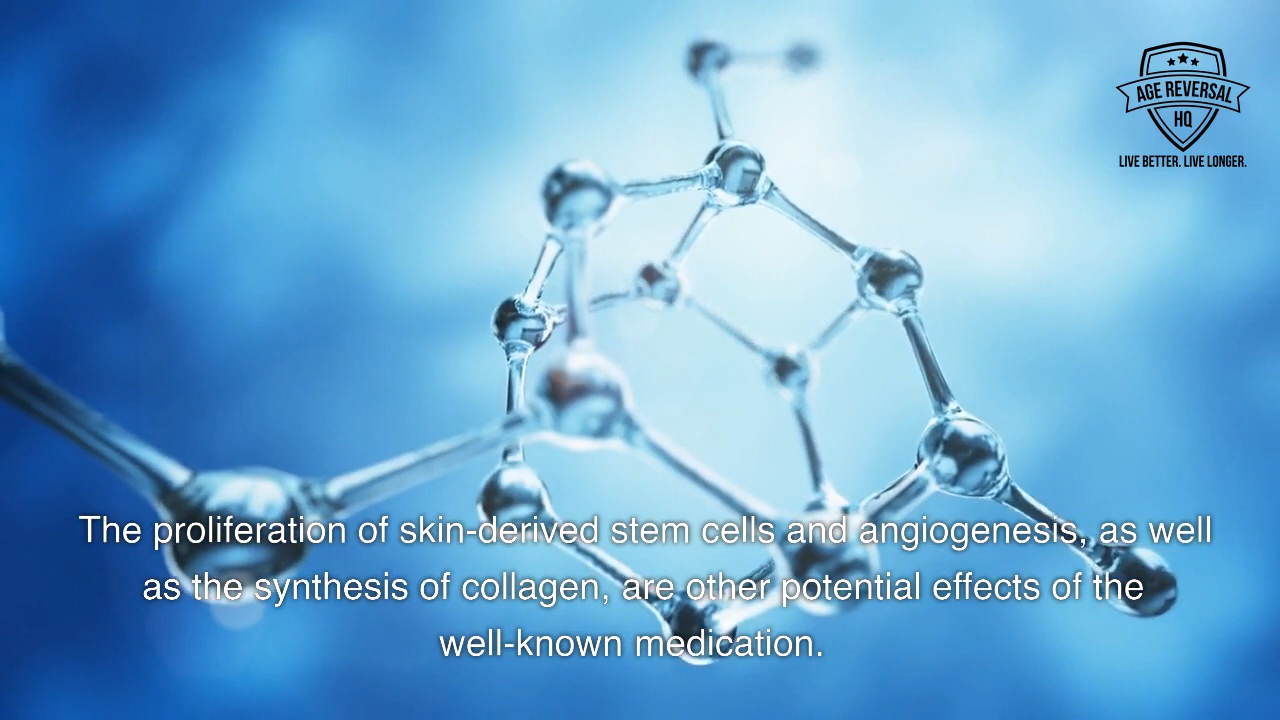 AGE REVERSAL
HQ
LIVE BETTER. LIVE LONGER.
The proliferation of skin-derived stem cells and angiogenesis, as well
as the synthesis of collagen, are other potential effects of the
well-known medication.